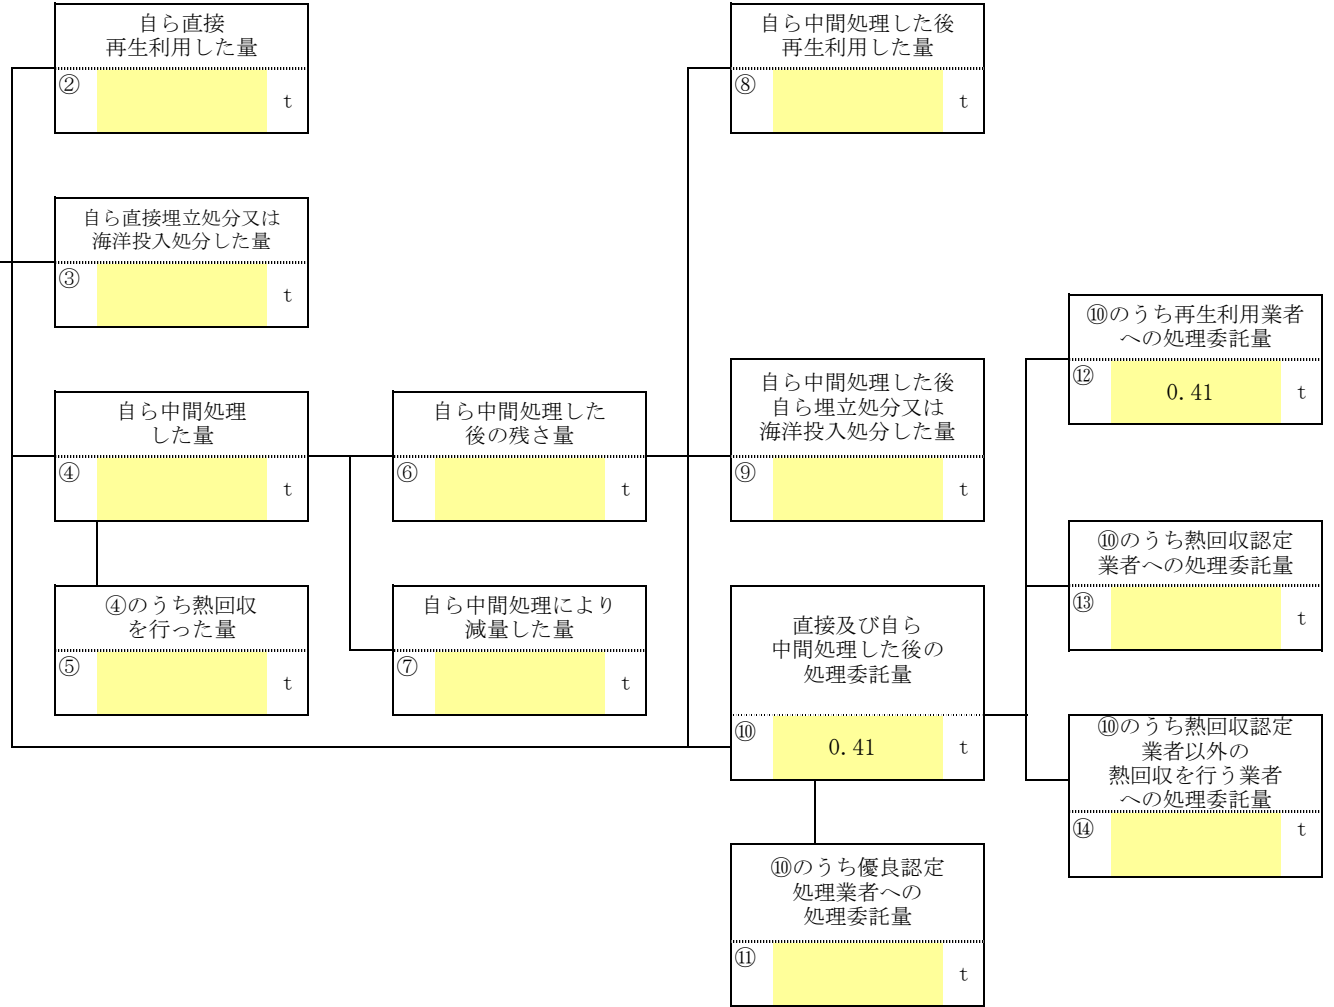 自ら直接
再生利用した量
②
t
自ら中間処理した後
再生利用した量
⑧
t
自ら直接埋立処分又は
海洋投入処分した量
③
t
⑩のうち再生利用業者
への処理委託量
⑫
0.41
t
自ら中間処理
した量
④
t
自ら中間処理した
後の残さ量
⑥
t
自ら中間処理した後
自ら埋立処分又は
海洋投入処分した量
⑨
t
⑩のうち熱回収認定
業者への処理委託量
⑬
t
④のうち熱回収
を行った量
⑤
t
自ら中間処理により
減量した量
⑦
t
直接及び自ら
中間処理した後の
処理委託量
⑩
0.41
t
⑩のうち熱回収認定
業者以外の
熱回収を行う業者
への処理委託量
⑭
t
⑩のうち優良認定
処理業者への
処理委託量
⑪
t